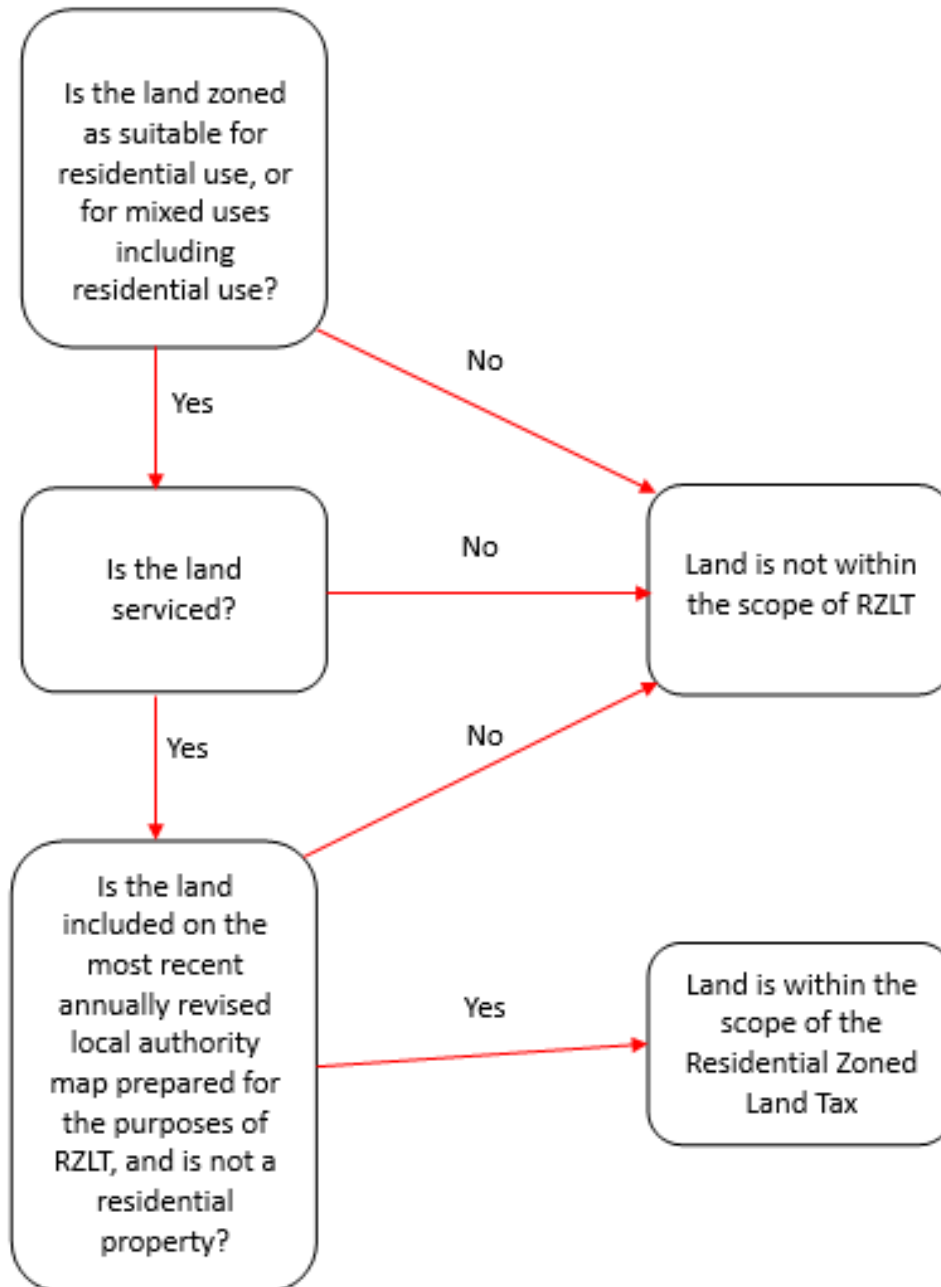 Is the land zoned
as suitable for
residential use, or
for mixed uses
including
residential use?
No
Yes
Is the land
serviced?
No
Land is not within
the scope of RZLT
Yes
No
Is the land
included on the
most recent
annually revised
local authority
map prepared for
the purposes of
RZLT, and is not a
residential
property?
Yes
Land is within the
scope of the
Residential Zoned
Land Tax